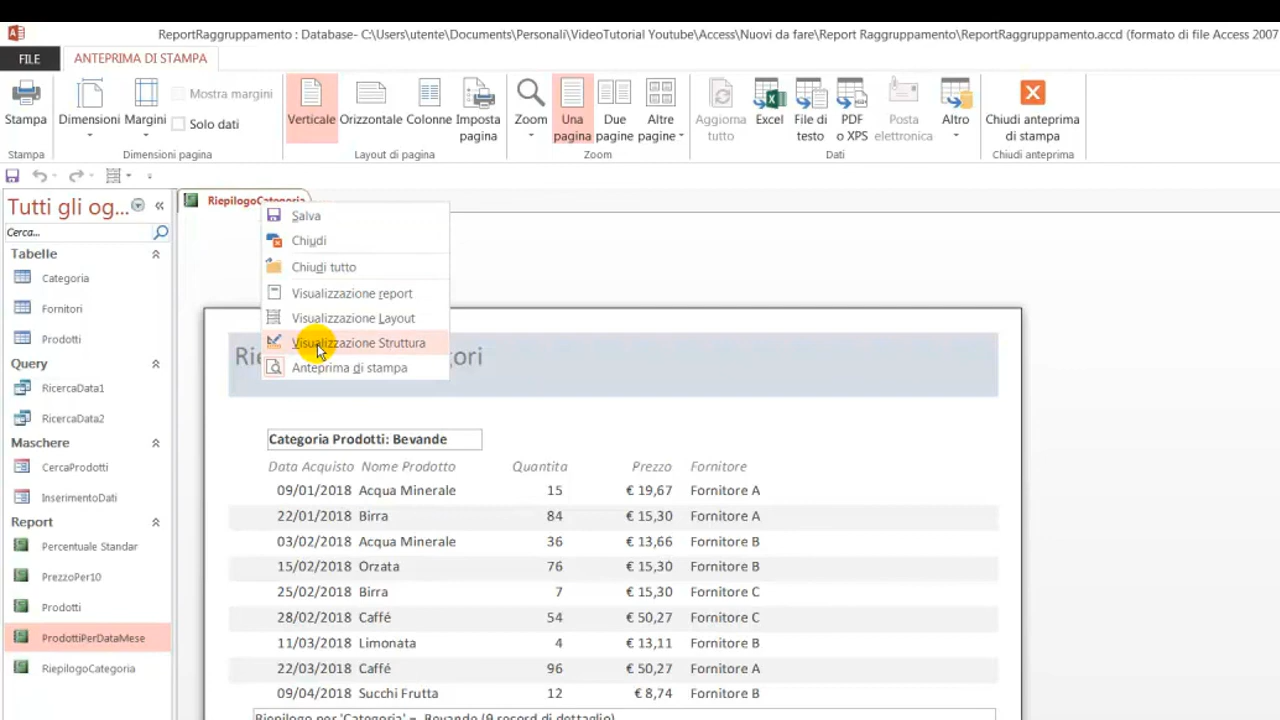 ReportRaggruppamento : Database- C:\Users\utente\Documents\Personali\VideoTutorial Youtube\Access\Nuovi da fare\Report Raggruppamento\ReportRaggruppamento.accd (formato di file Access 2007
FILE
ANTEPRIMA DI STAMPA
Stampa
Dimensioni
Margini
Mostra margini
Solo dati
Verticale
Orizzontale
Colonne
Imposta pagina
Zoom
Una pagina
Due pagine
Altre pagine
Aggiorna tutto
Excel
File di testo
PDF o XPS
Posta elettronica
Altro
Chiudi anteprima di stampa
Stampa
Dimensioni pagina
Layout di pagina
Zoom
Dati
Chiudi anteprima
Tutti gli og...
Cerca...
Tabelle
Categoria
Fornitori
Prodotti
Query
RicercaData1
RicercaData2
Maschere
CercaProdotti
InserimentoDati
Report
Percentuale Standar
PrezzoPer10
Prodotti
ProdottiPerDataMese
RiepilogoCategoria
RiepilogoCategoria
Salva
Chiudi
Chiudi tutto
Visualizzazione report
Visualizzazione Layout
Visualizzazione Struttura
Anteprima di stampa
Categoria Prodotti: Bevande
Data Acquisto Nome Prodotto Quantita Prezzo Fornitore
09/01/2018 Acqua Minerale 15 € 19,67 Fornitore A
22/01/2018 Birra 84 € 15,30 Fornitore A
03/02/2018 Acqua Minerale 36 € 13,66 Fornitore B
15/02/2018 Orzata 76 € 15,30 Fornitore B
25/02/2018 Birra 7 € 15,30 Fornitore C
28/02/2018 Caffé 54 € 50,27 Fornitore C
11/03/2018 Limonata 4 € 13,11 Fornitore B
22/03/2018 Caffé 96 € 50,27 Fornitore A
09/04/2018 Succhi Frutta 12 € 8,74 Fornitore B
Riepilogo per 'Categoria' = Bevande (9 record di dettaglio)